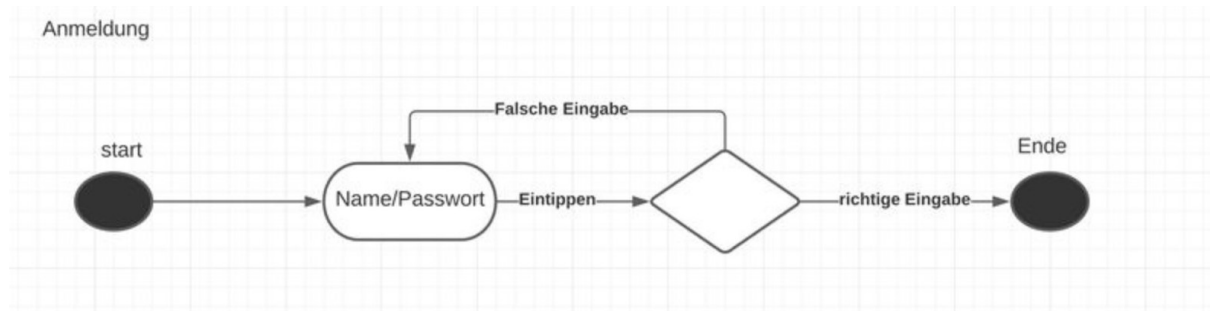 Anmeldung
Falsche Eingabe
start
Ende
Name/Passwort
Eintippen
richtige Eingabe